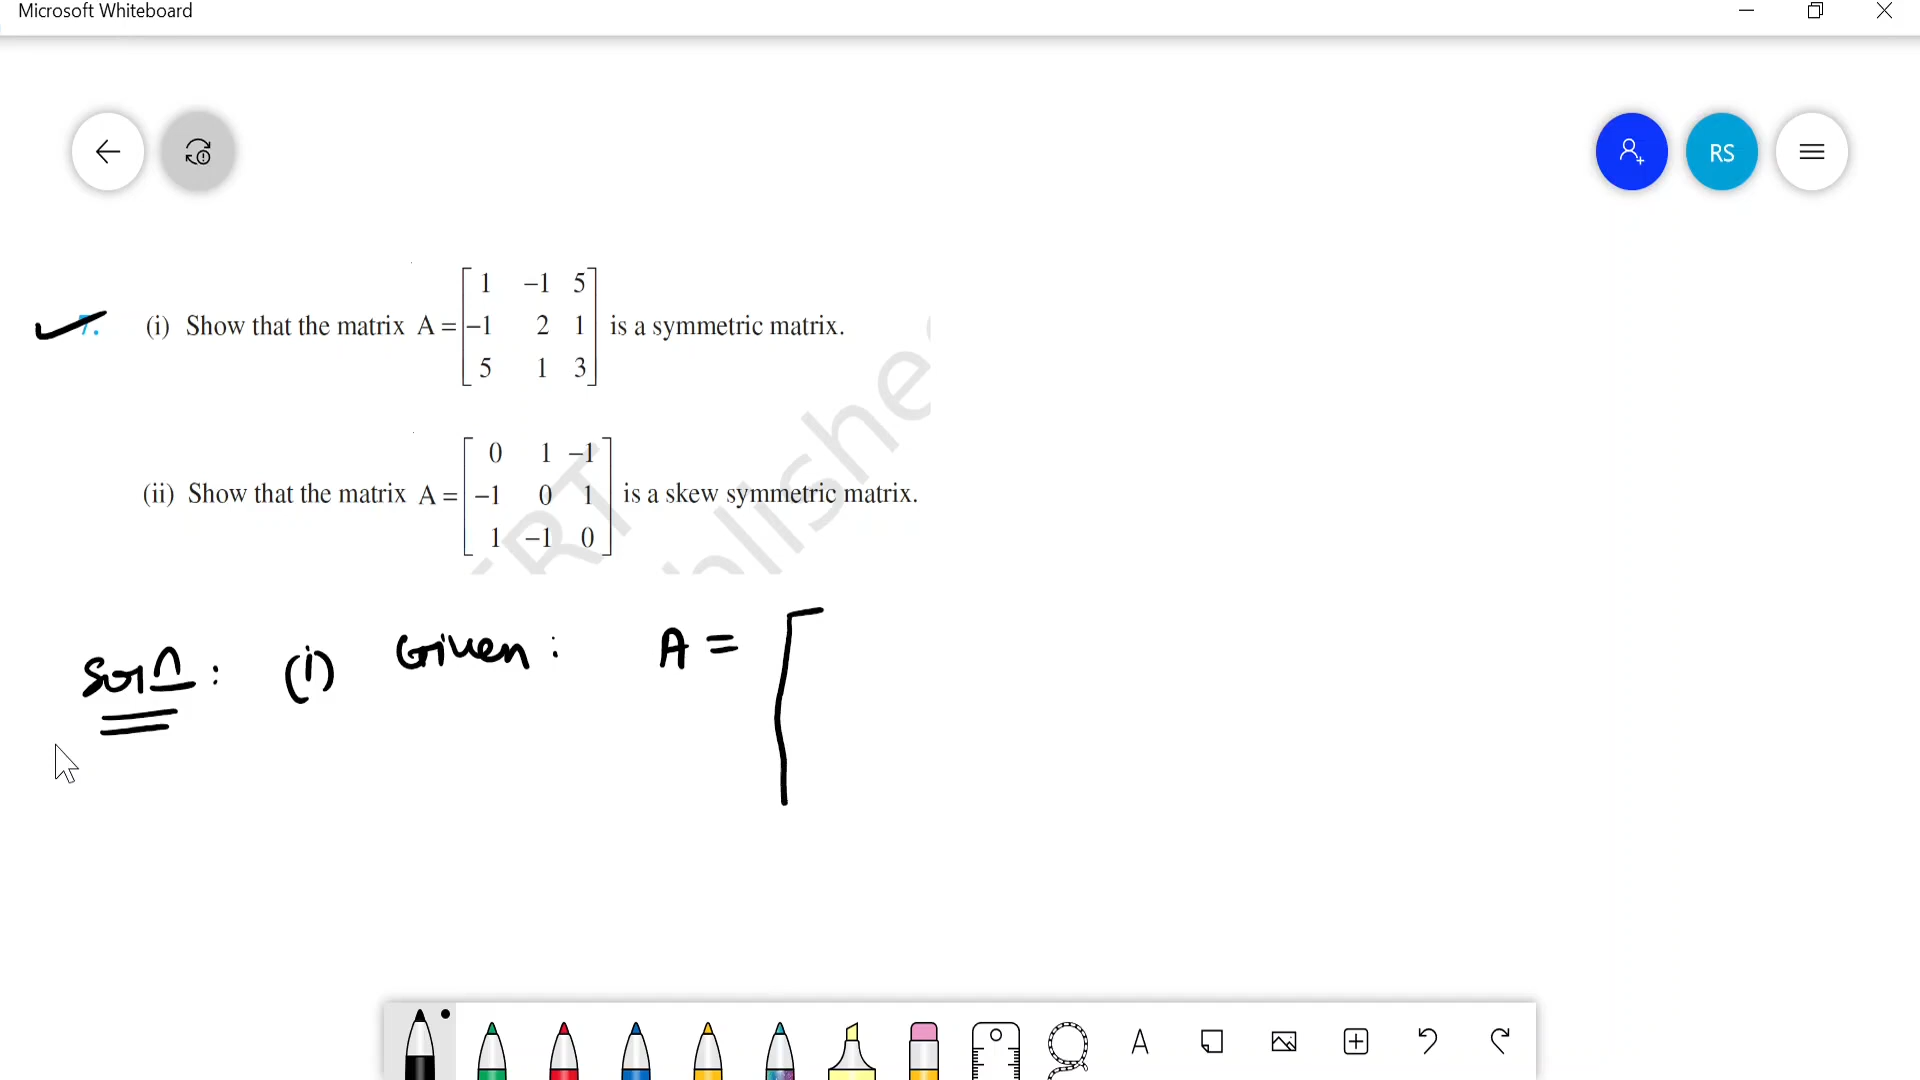 Microsoft Whiteboard
RS
7. (i) Show that the matrix A = [1 –1 5
–1 2 1
5 1 3] is a symmetric matrix.
(ii) Show that the matrix A = [0 1 –1
–1 0 1
1 –1 0] is a skew symmetric matrix.
Soln : (i) Given : A = [
A